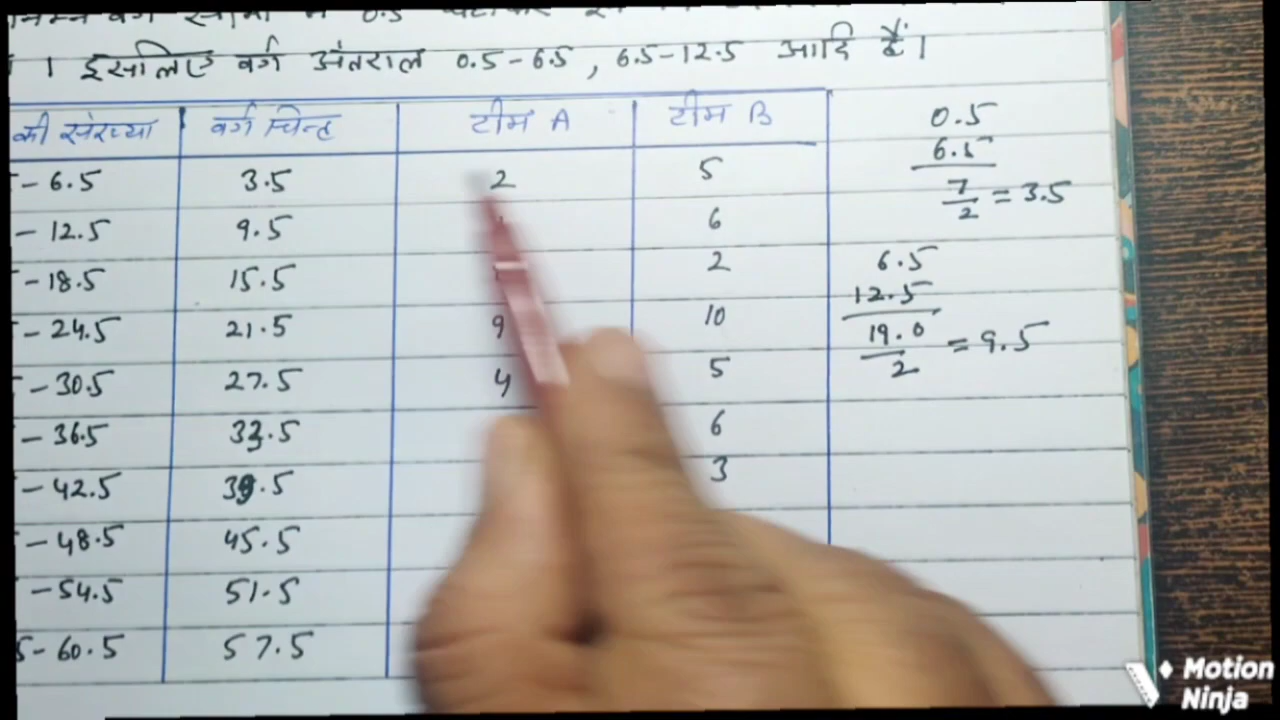 0.5
। इसलिए वर्ग अंतराल 0.5-6.5, 6.5-12.5 आदि हैं।
की संख्या वर्ग चिन्ह टीम A टीम B
- 6.5 3.5 2 5
- 12.5 9.5 6
- 18.5 15.5 2
- 24.5 21.5 9 10
- 30.5 27.5 4 5
- 36.5 33.5 6
- 42.5 39.5 3
- 48.5 45.5
- 54.5 51.5
5- 60.5 57.5
0.5
6.5
7/2 = 3.5
6.5
12.5
19.0/2 = 9.5
Motion
Ninja